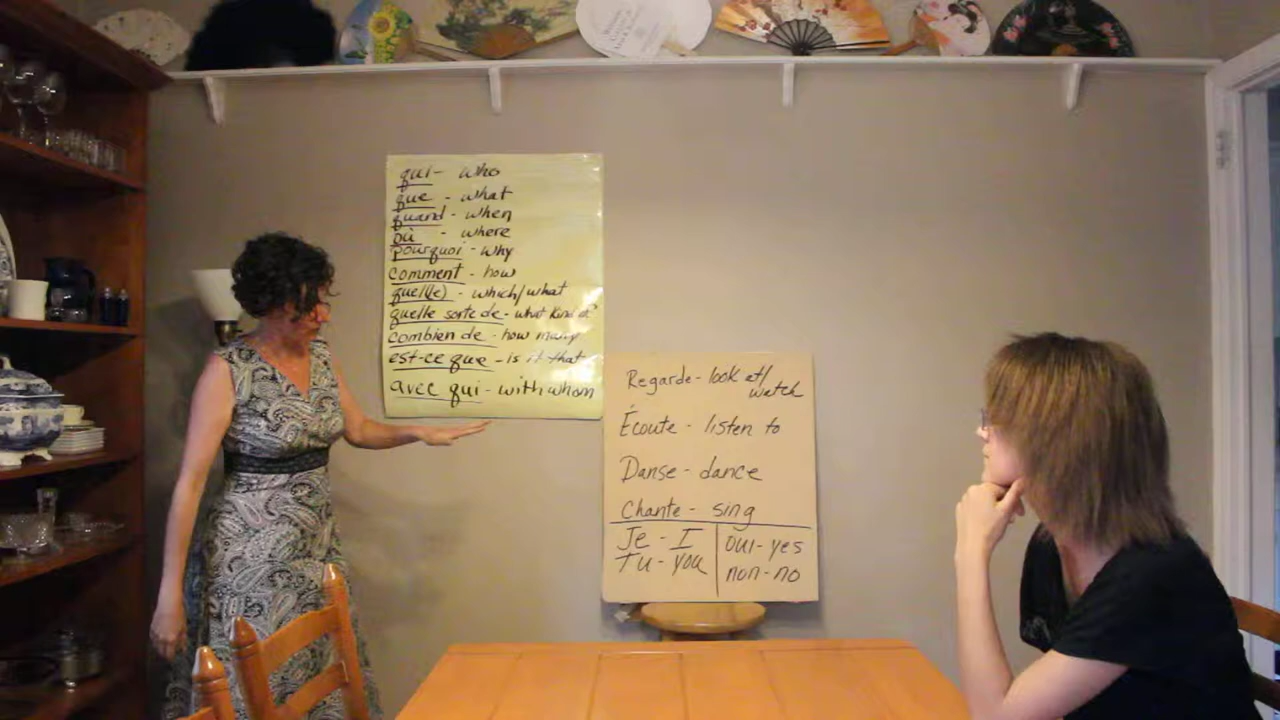 qui - who
que - what
quand - when
où - where
pourquoi - why
comment - how
quel(le) - which/what
quelle sorte de - what kind of
combien de - how many
est-ce que - is it that
avec qui - with whom
Regarde - look at/
watch
Écoute - listen to
Danse - dance
Chante - sing
Je - I
Tu - you
oui - yes
non - no